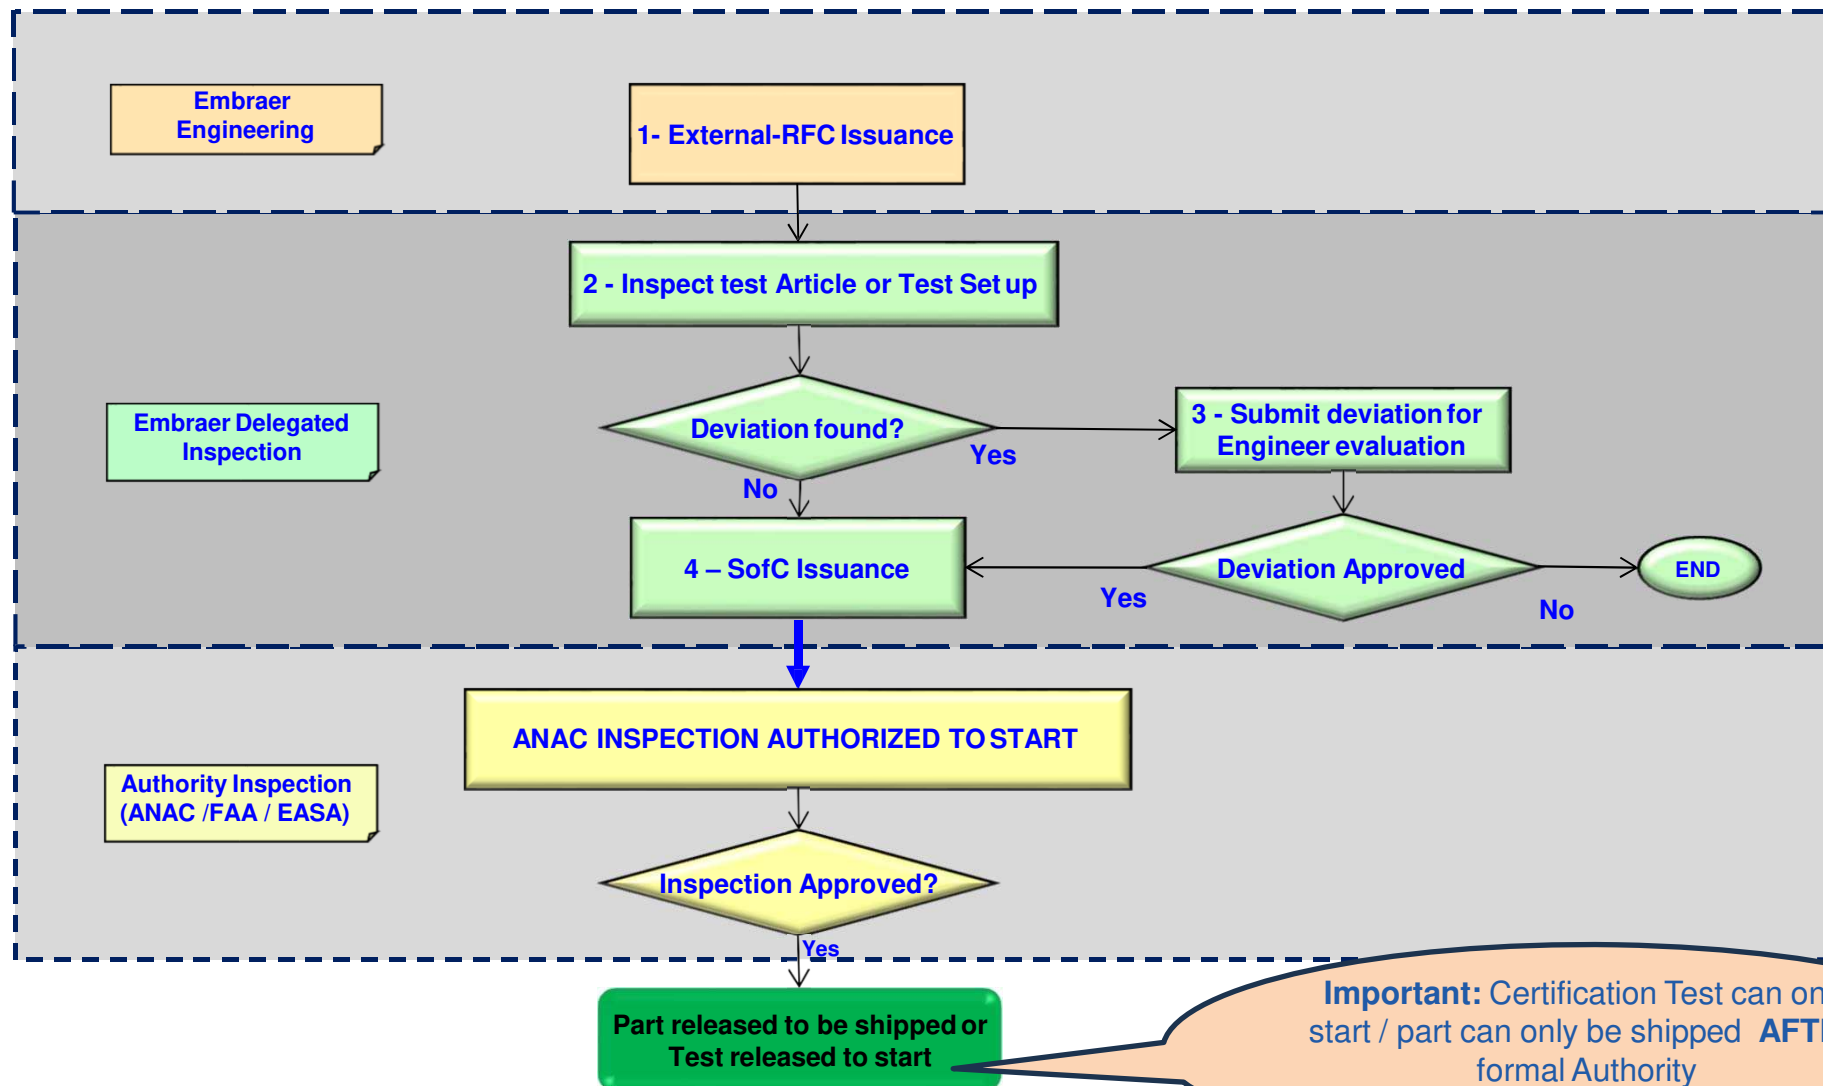 Embraer
Engineering
1- External-RFC Issuance
2 - Inspect test Article or Test Set up
Embraer Delegated
Inspection
Deviation found?
Yes
No
3 - Submit deviation for
Engineer evaluation
4 – SofC Issuance
Yes
Deviation Approved
No
END
ANAC INSPECTION AUTHORIZED TO START
Authority Inspection
(ANAC /FAA / EASA)
Inspection Approved?
Yes
Part released to be shipped or
Test released to start
Important: Certification Test can
start / part can only be shipped
formal Authority